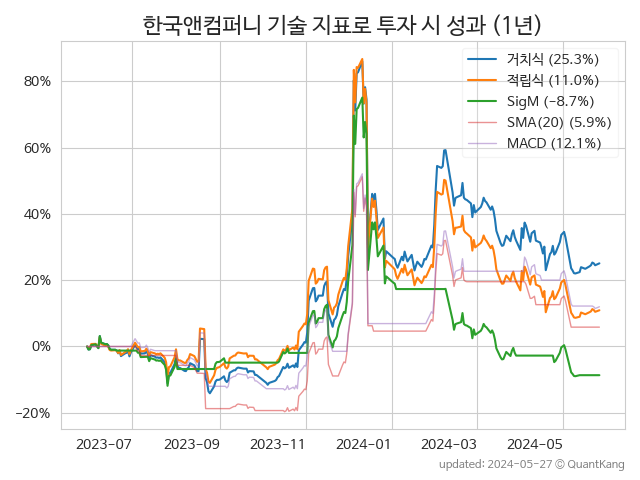 한국앤컴퍼니 기술 지표로 투자 시 성과 (1년)
80%
60%
40%
20%
0%
−20%
거치식 (25.3%)
적립식 (11.0%)
SigM (−8.7%)
SMA(20) (5.9%)
MACD (12.1%)
2023-07 2023-09 2023-11 2024-01 2024-03 2024-05
updated: 2024-05-27 © QuantKang